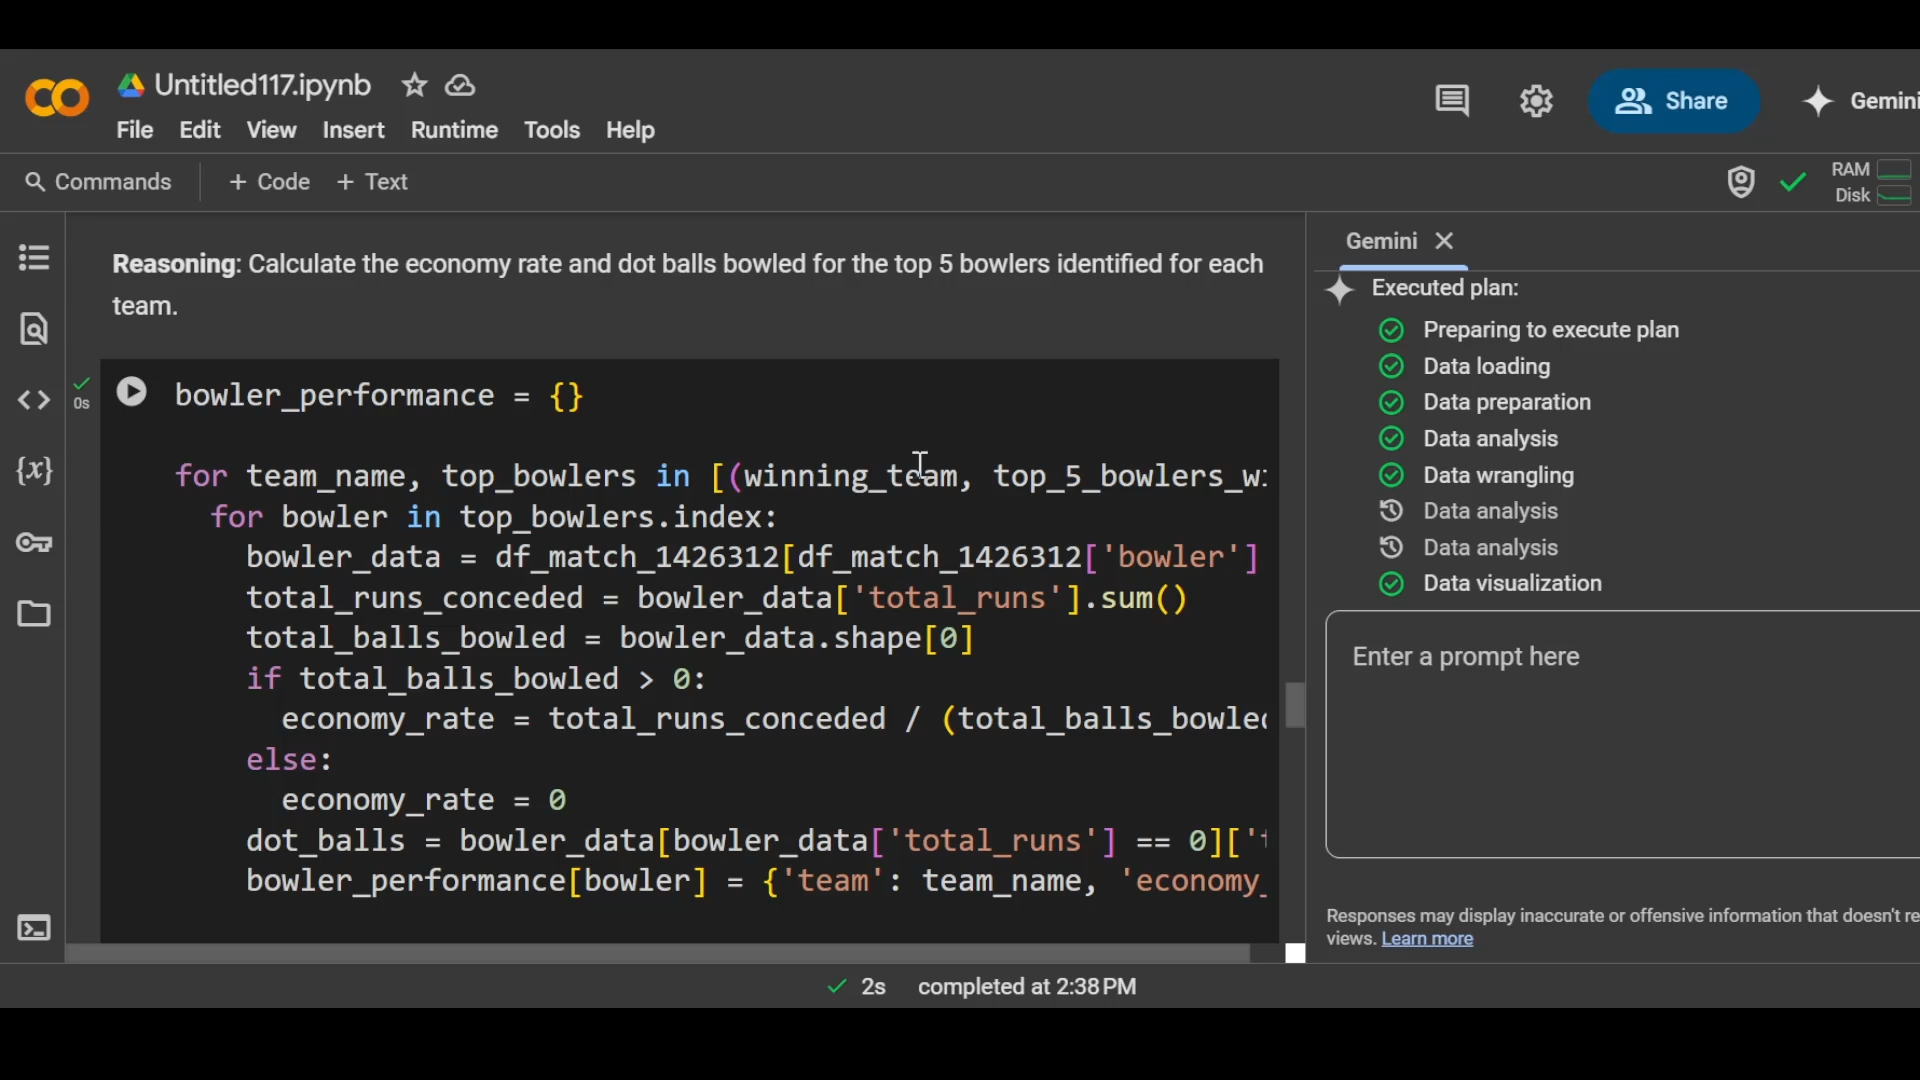 Untitled117.ipynb
File Edit View Insert Runtime Tools Help
Share
Gemini
Commands + Code + Text
RAM
Disk
Reasoning: Calculate the economy rate and dot balls bowled for the top 5 bowlers identified for each
team.
0s
bowler_performance = {}
for team_name, top_bowlers in [(winning_team, top_5_bowlers_wi
for bowler in top_bowlers.index:
bowler_data = df_match_1426312[df_match_1426312['bowler']
total_runs_conceded = bowler_data['total_runs'].sum()
total_balls_bowled = bowler_data.shape[0]
if total_balls_bowled > 0:
economy_rate = total_runs_conceded / (total_balls_bowled
else:
economy_rate = 0
dot_balls = bowler_data[bowler_data['total_runs'] == 0]['t
bowler_performance[bowler] = {'team': team_name, 'economy_
Gemini
Executed plan:
Preparing to execute plan
Data loading
Data preparation
Data analysis
Data wrangling
Data analysis
Data analysis
Data visualization
Enter a prompt here
Responses may display inaccurate or offensive information that doesn't re
views. Learn more
2s completed at 2:38 PM